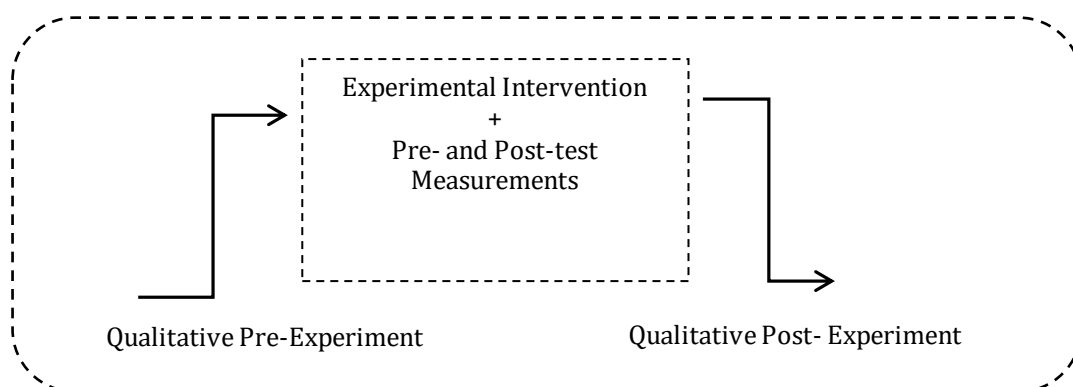 Experimental Intervention
+
Pre- and Post-test
Measurements
Qualitative Pre-Experiment
Qualitative Post- Experiment